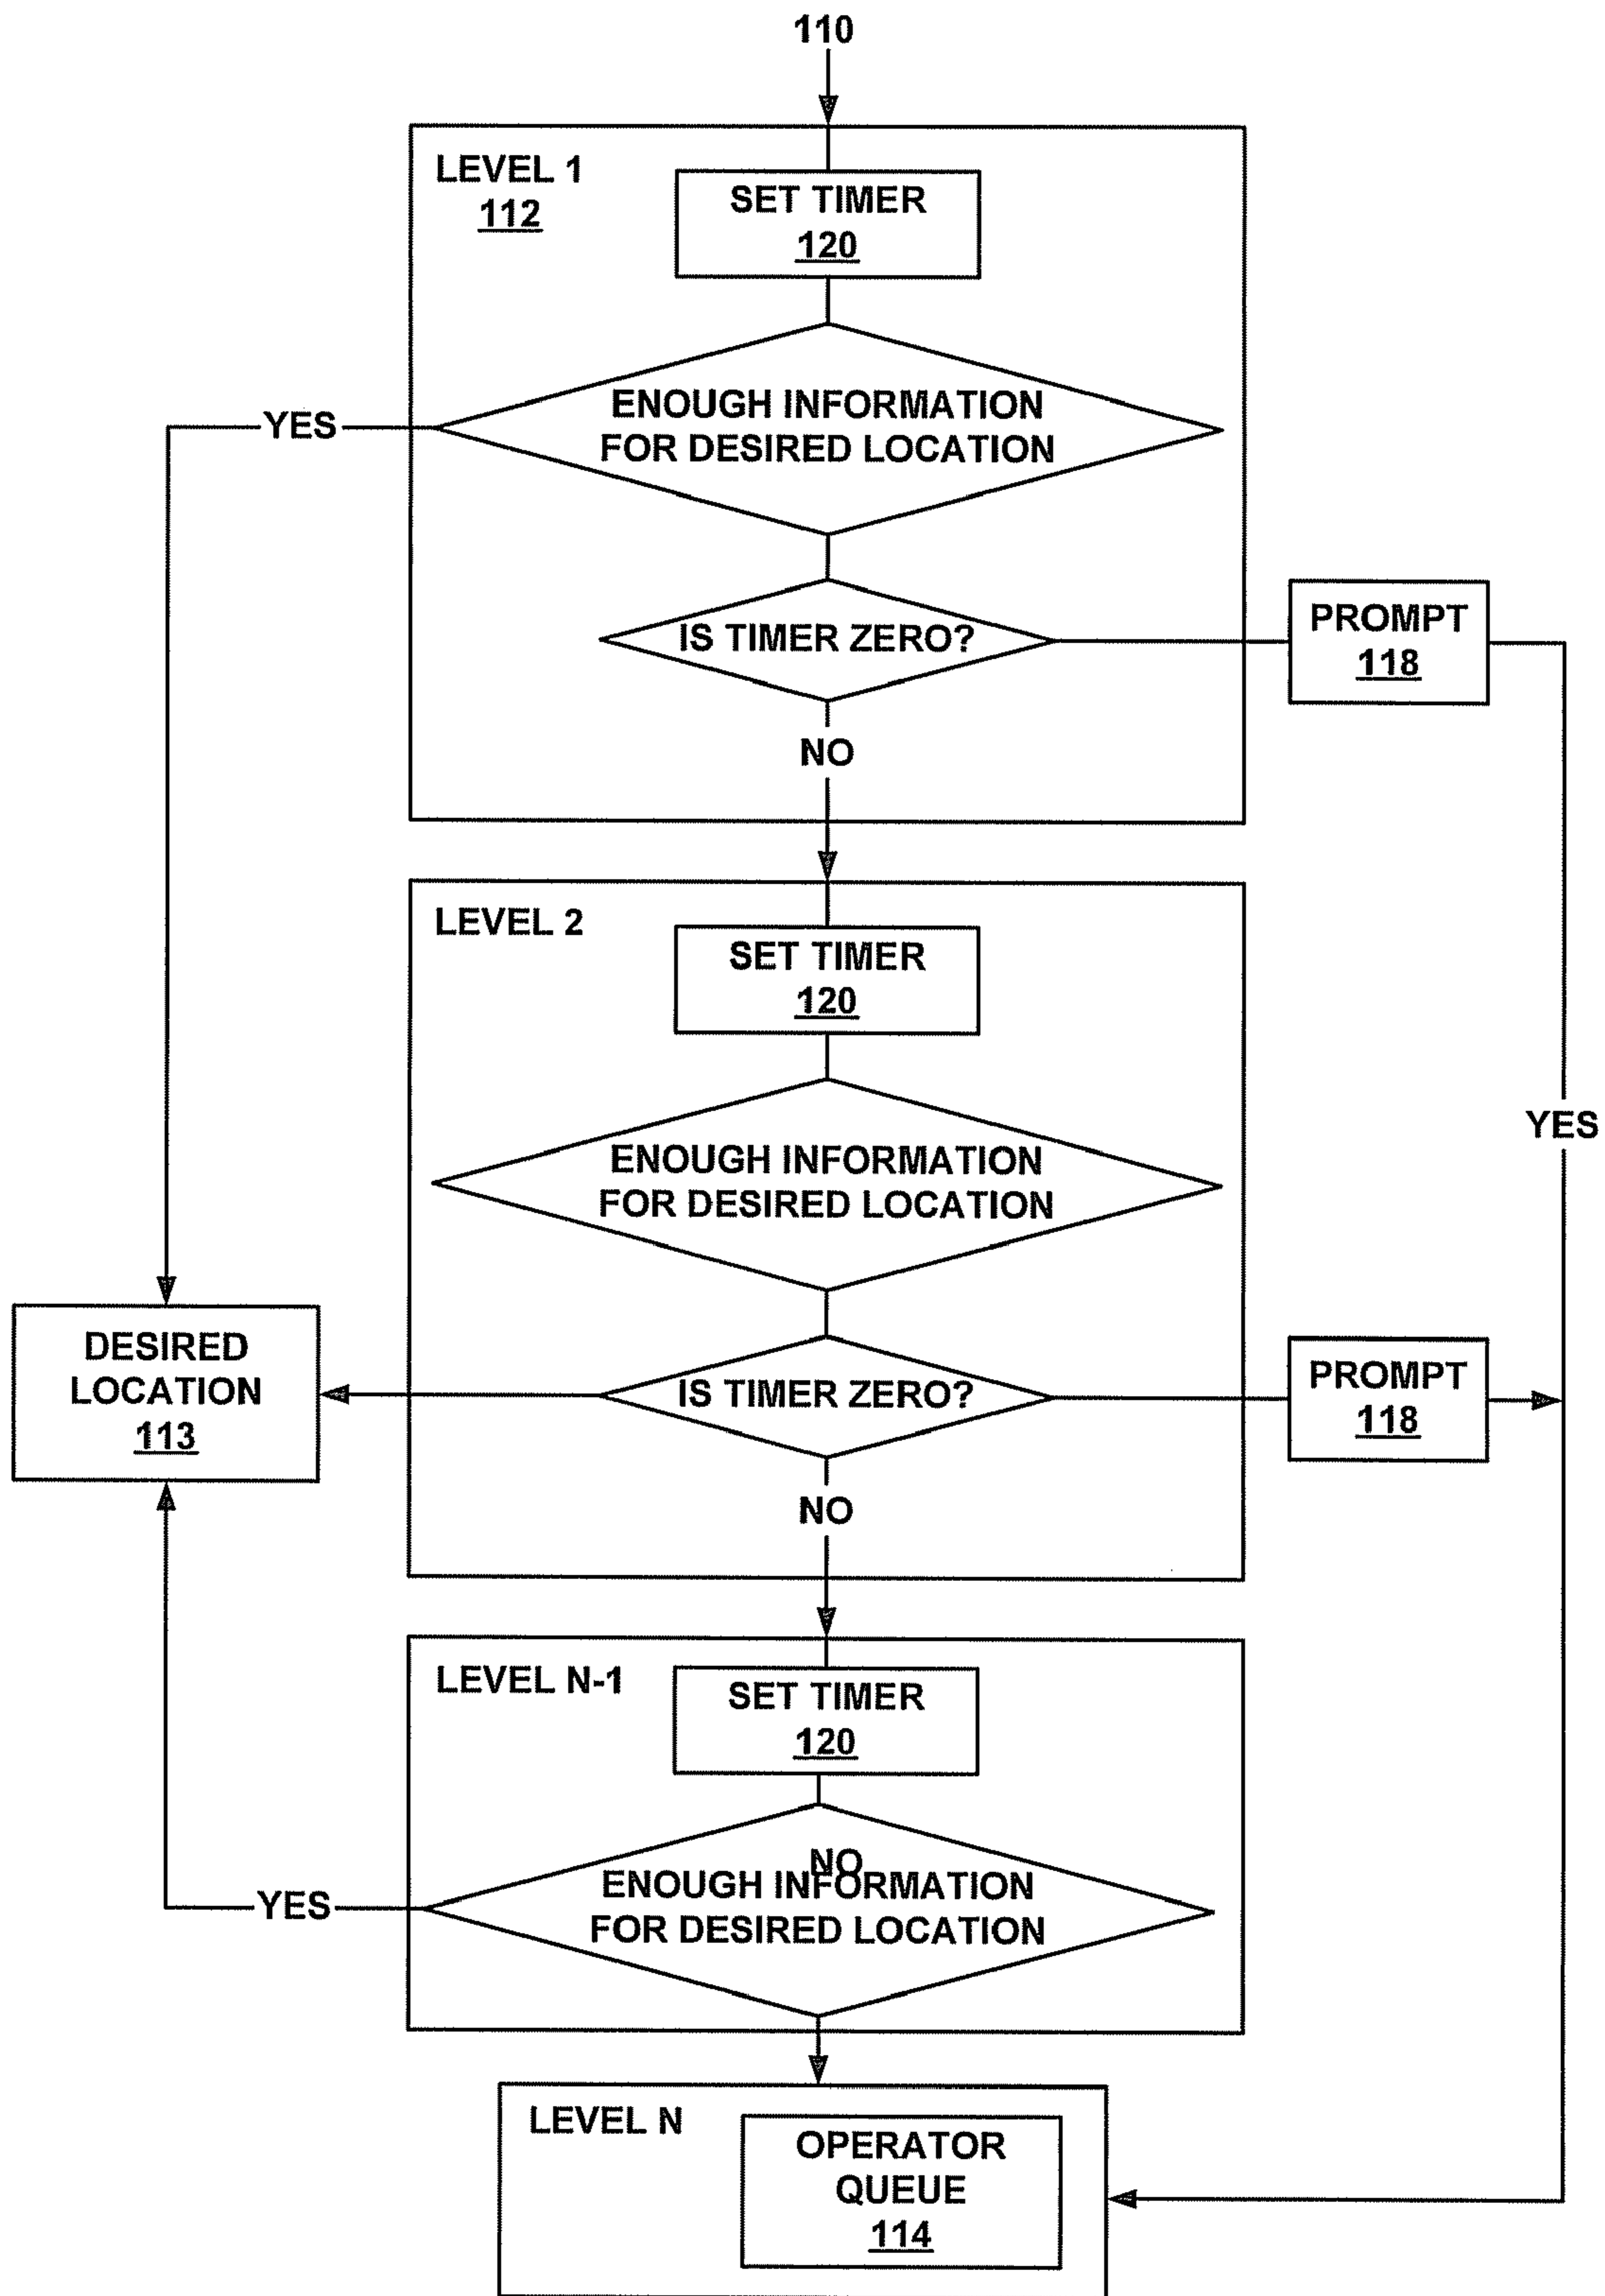 110
LEVEL 1
112
SET TIMER
120
ENOUGH INFORMATION
FOR DESIRED LOCATION
YES
IS TIMER ZERO?
PROMPT
118
NO
LEVEL 2
SET TIMER
120
YES
ENOUGH INFORMATION
FOR DESIRED LOCATION
DESIRED
LOCATION
113
IS TIMER ZERO?
PROMPT
118
NO
LEVEL N-1
SET TIMER
120
NO
ENOUGH INFORMATION
FOR DESIRED LOCATION
YES
LEVEL N
OPERATOR
QUEUE
114